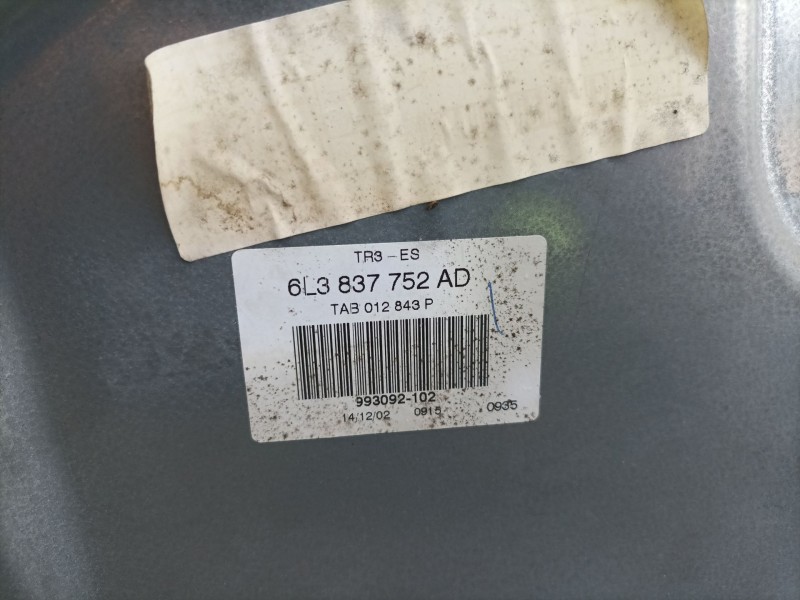 TR3 - ES
6L3 837 752 AD
TAB 012 843 P
993092-102
14/12/02 0915 0935